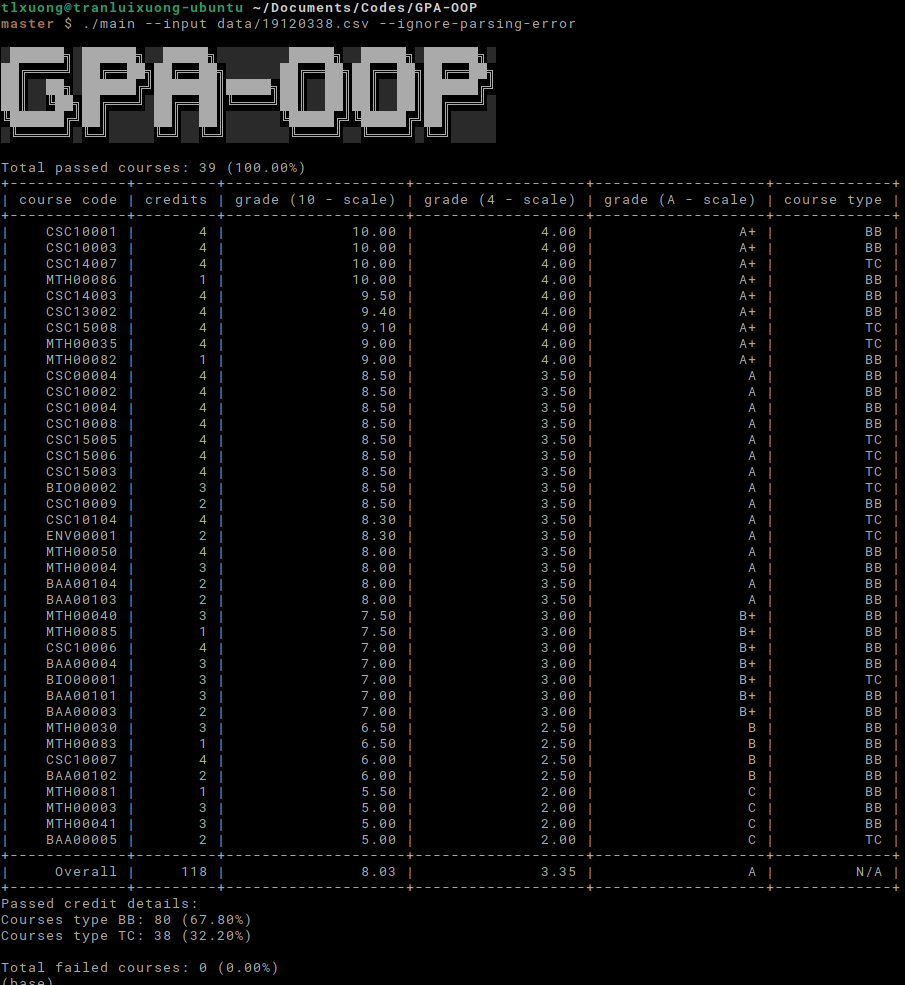 tlxuong@tranluixuong-ubuntu ~/Documents/Codes/GPA-OOP
master $ ./main --input data/19120338.csv --ignore-parsing-error
GPA-OOP
Total passed courses: 39 (100.00%)
+-------------+---------+--------------------+-------------------+-------------------+-------------+
| course code | credits | grade (10 - scale) | grade (4 - scale) | grade (A - scale) | course type |
+-------------+---------+--------------------+-------------------+-------------------+-------------+
| CSC10001 | 4 | 10.00 | 4.00 | A+ | BB |
| CSC10003 | 4 | 10.00 | 4.00 | A+ | BB |
| CSC14007 | 4 | 10.00 | 4.00 | A+ | TC |
| MTH00086 | 1 | 10.00 | 4.00 | A+ | BB |
| CSC14003 | 4 | 9.50 | 4.00 | A+ | BB |
| CSC13002 | 4 | 9.40 | 4.00 | A+ | BB |
| CSC15008 | 4 | 9.10 | 4.00 | A+ | TC |
| MTH00035 | 4 | 9.00 | 4.00 | A+ | TC |
| MTH00082 | 1 | 9.00 | 4.00 | A+ | BB |
| CSC00004 | 4 | 8.50 | 3.50 | A | BB |
| CSC10002 | 4 | 8.50 | 3.50 | A | BB |
| CSC10004 | 4 | 8.50 | 3.50 | A | BB |
| CSC10008 | 4 | 8.50 | 3.50 | A | BB |
| CSC15005 | 4 | 8.50 | 3.50 | A | TC |
| CSC15006 | 4 | 8.50 | 3.50 | A | TC |
| CSC15003 | 4 | 8.50 | 3.50 | A | TC |
| BIO00002 | 3 | 8.50 | 3.50 | A | TC |
| CSC10009 | 2 | 8.50 | 3.50 | A | BB |
| CSC10104 | 4 | 8.30 | 3.50 | A | TC |
| ENV00001 | 2 | 8.30 | 3.50 | A | TC |
| MTH00050 | 4 | 8.00 | 3.50 | A | BB |
| MTH00004 | 3 | 8.00 | 3.50 | A | BB |
| BAA00104 | 2 | 8.00 | 3.50 | A | BB |
| BAA00103 | 2 | 8.00 | 3.50 | A | BB |
| MTH00040 | 3 | 7.50 | 3.00 | B+ | BB |
| MTH00085 | 1 | 7.50 | 3.00 | B+ | BB |
| CSC10006 | 4 | 7.00 | 3.00 | B+ | BB |
| BAA00004 | 3 | 7.00 | 3.00 | B+ | BB |
| BIO00001 | 3 | 7.00 | 3.00 | B+ | TC |
| BAA00101 | 3 | 7.00 | 3.00 | B+ | BB |
| BAA00003 | 2 | 7.00 | 3.00 | B+ | BB |
| MTH00030 | 3 | 6.50 | 2.50 | B | BB |
| MTH00083 | 1 | 6.50 | 2.50 | B | BB |
| CSC10007 | 4 | 6.00 | 2.50 | B | BB |
| BAA00102 | 2 | 6.00 | 2.50 | B | BB |
| MTH00081 | 1 | 5.50 | 2.00 | C | BB |
| MTH00003 | 3 | 5.00 | 2.00 | C | BB |
| MTH00041 | 3 | 5.00 | 2.00 | C | BB |
| BAA00005 | 2 | 5.00 | 2.00 | C | TC |
+-------------+---------+--------------------+-------------------+-------------------+-------------+
| Overall | 118 | 8.03 | 3.35 | A | N/A |
+-------------+---------+--------------------+-------------------+-------------------+-------------+
Passed credit details:
Courses type BB: 80 (67.80%)
Courses type TC: 38 (32.20%)
Total failed courses: 0 (0.00%)
(base)